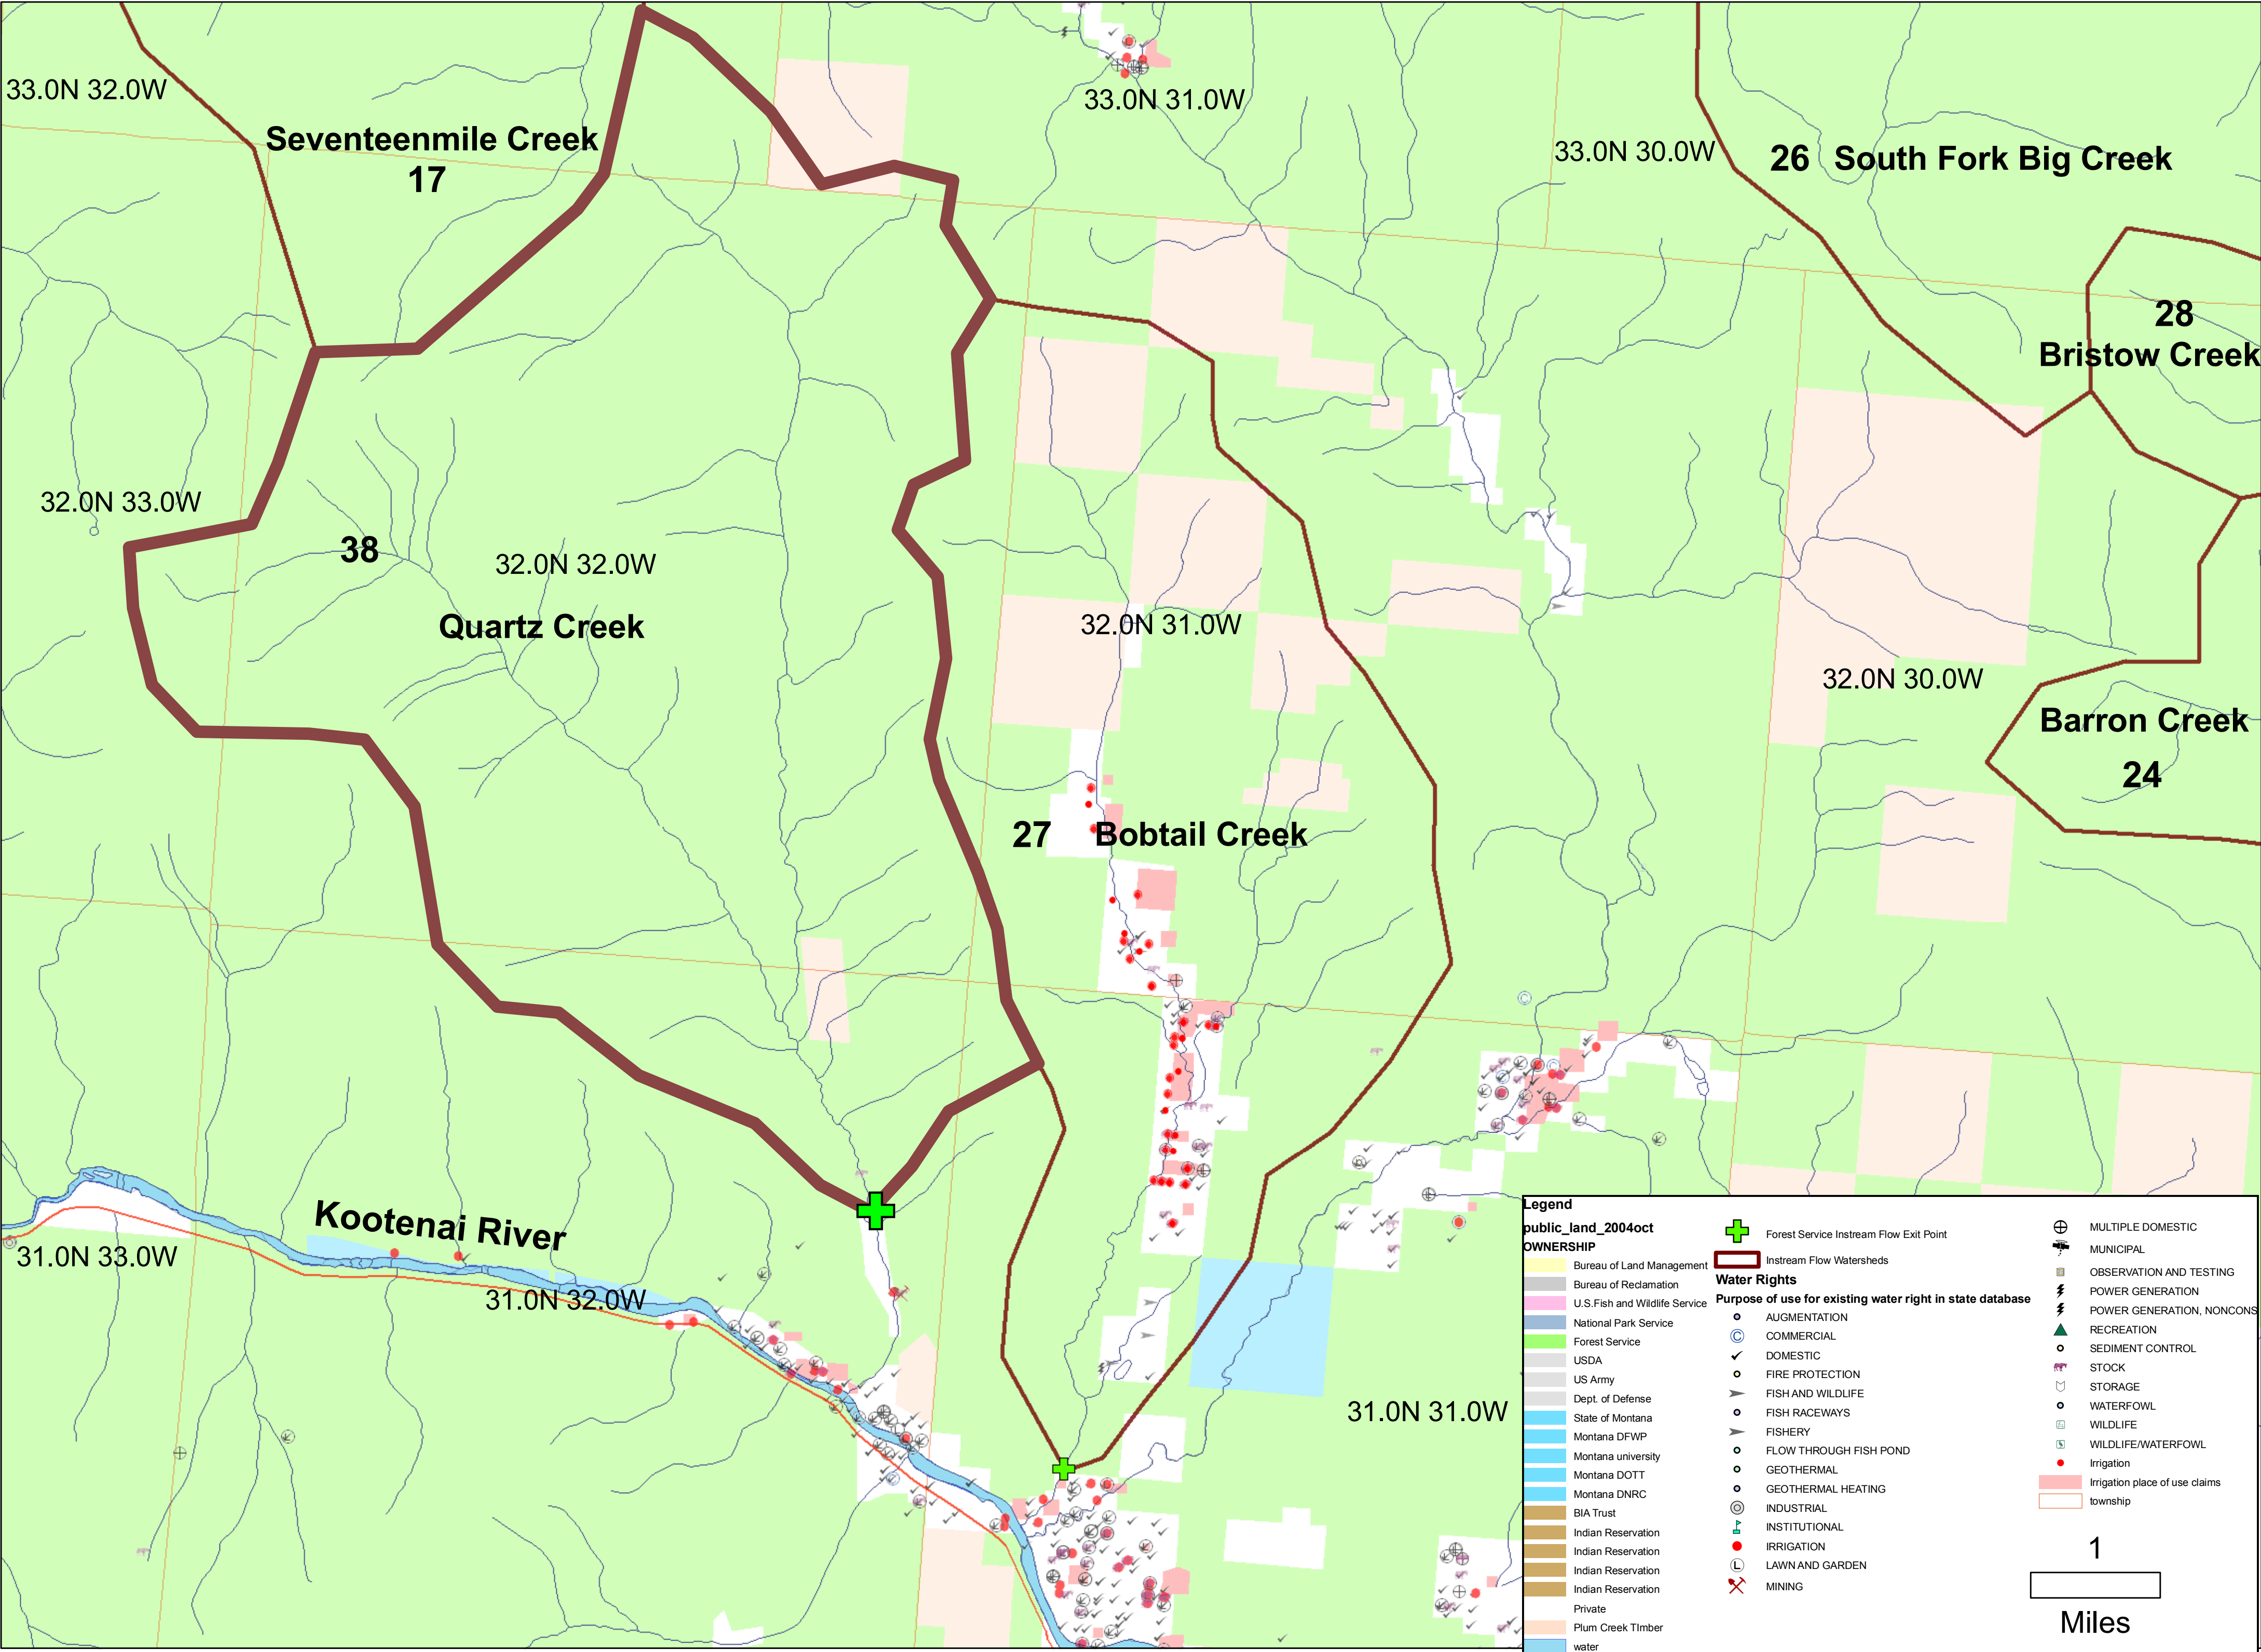 33.0N 32.0W
33.0N 31.0W
Seventeenmile Creek
17
33.0N 30.0W
26 South Fork Big Creek
28
Bristow Creek
32.0N 33.0W
38
32.0N 32.0W
Quartz Creek
32.0N 31.0W
32.0N 30.0W
Barron Creek
24
27 Bobtail Creek
Kootenai River
31.0N 33.0W
31.0N 32.0W
31.0N 31.0W
Legend
public_land_2004oct
OWNERSHIP
Bureau of Land Management
Bureau of Reclamation
U.S.Fish and Wildlife Service
National Park Service
Forest Service
USDA
US Army
Dept. of Defense
State of Montana
Montana DFWP
Montana university
Montana DOTT
Montana DNRC
BIA Trust
Indian Reservation
Indian Reservation
Indian Reservation
Indian Reservation
Private
Plum Creek TImber
water
Forest Service Instream Flow Exit Point
Instream Flow Watersheds
Water Rights
Purpose of use for existing water right in state database
AUGMENTATION
COMMERCIAL
DOMESTIC
FIRE PROTECTION
FISH AND WILDLIFE
FISH RACEWAYS
FISHERY
FLOW THROUGH FISH POND
GEOTHERMAL
GEOTHERMAL HEATING
INDUSTRIAL
INSTITUTIONAL
IRRIGATION
LAWN AND GARDEN
MINING
MULTIPLE DOMESTIC
MUNICIPAL
OBSERVATION AND TESTING
POWER GENERATION
POWER GENERATION, NONCONS
RECREATION
SEDIMENT CONTROL
STOCK
STORAGE
WATERFOWL
WILDLIFE
WILDLIFE/WATERFOWL
Irrigation
Irrigation place of use claims
township
1
Miles